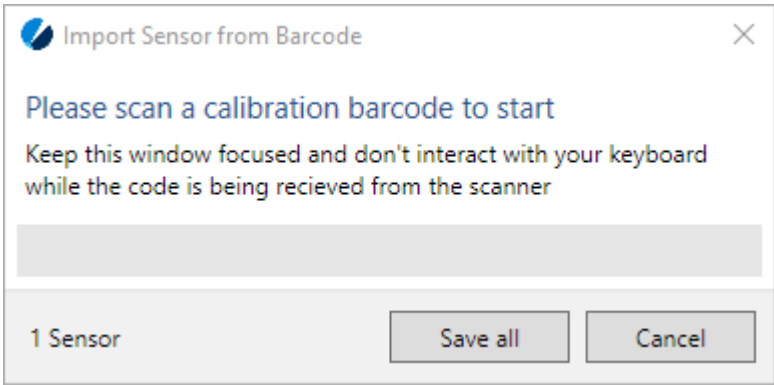 Import Sensor from Barcode
Please scan a calibration barcode to start
Keep this window focused and don't interact with your keyboard
while the code is being recieved from the scanner
1 Sensor
Save all
Cancel